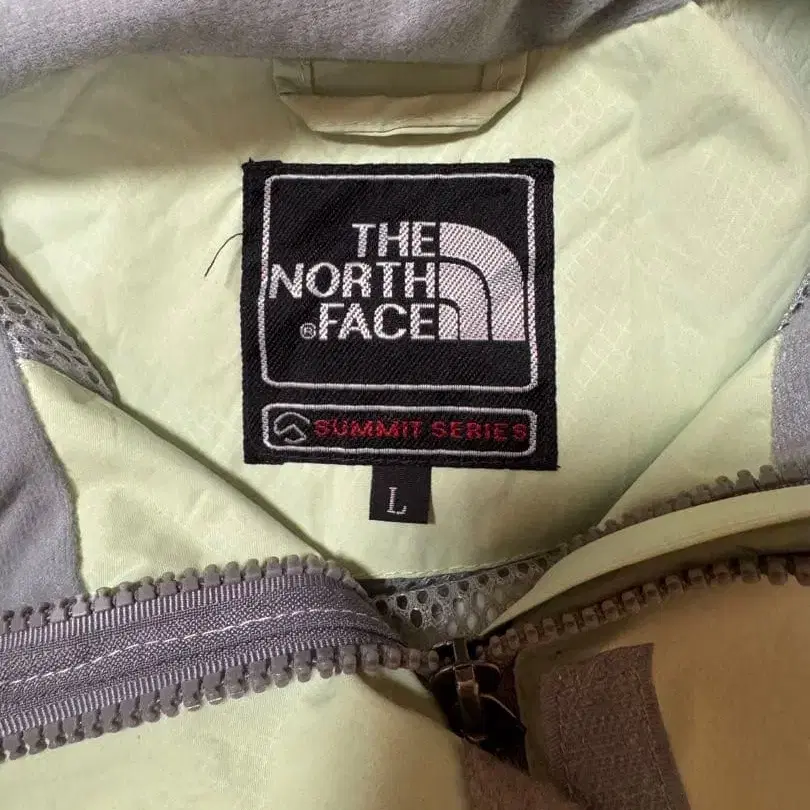 THE
NORTH
®FACE
SUMMIT SERIES
L